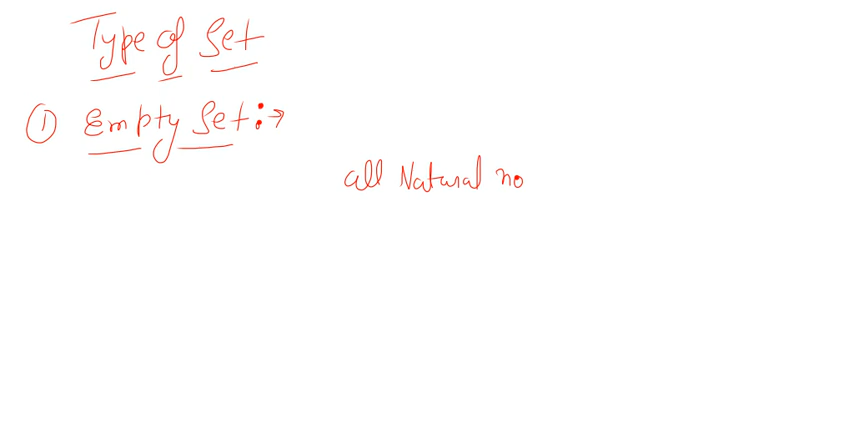 Type of Set
① Empty Set :→
all Natural no